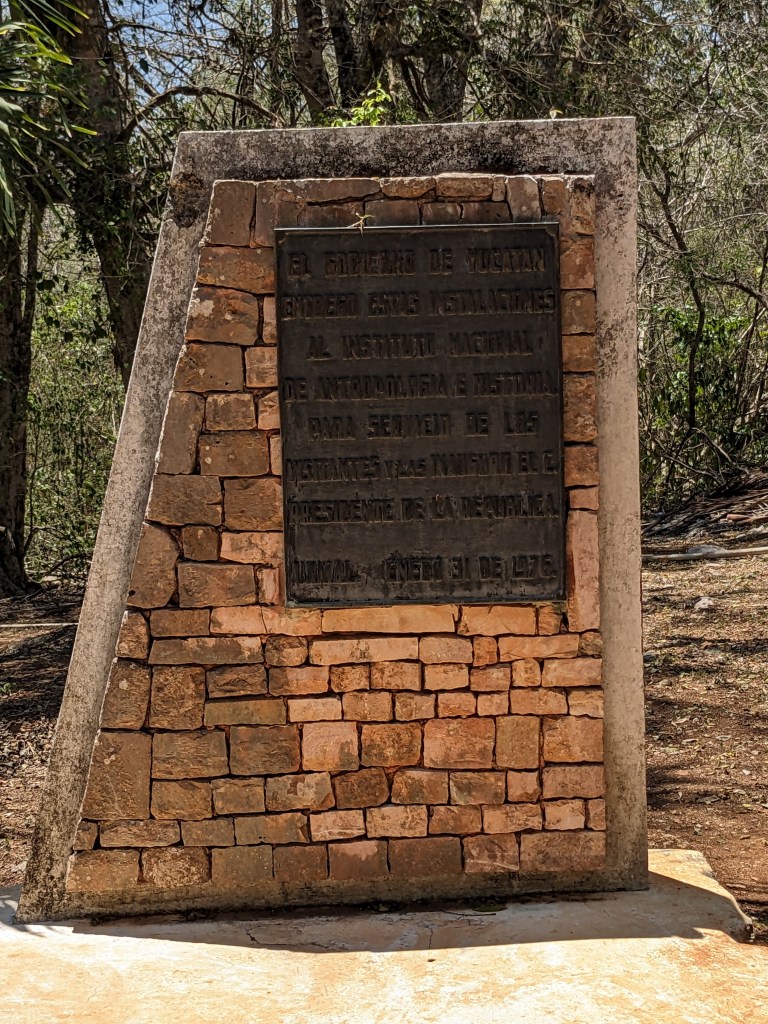 EL GOBIERNO DE YUCATAN
ENTREGO ESTAS INSTALACIONES
AL INSTITUTO NACIONAL
DE ANTROPOLOGIA E HISTORIA
PARA SERVICIO DE LOS
VISITANTES Y LAS INAUGURO EL C.
PRESIDENTE DE LA REPUBLICA.
UXMAL, ENERO 31 DE 1975.